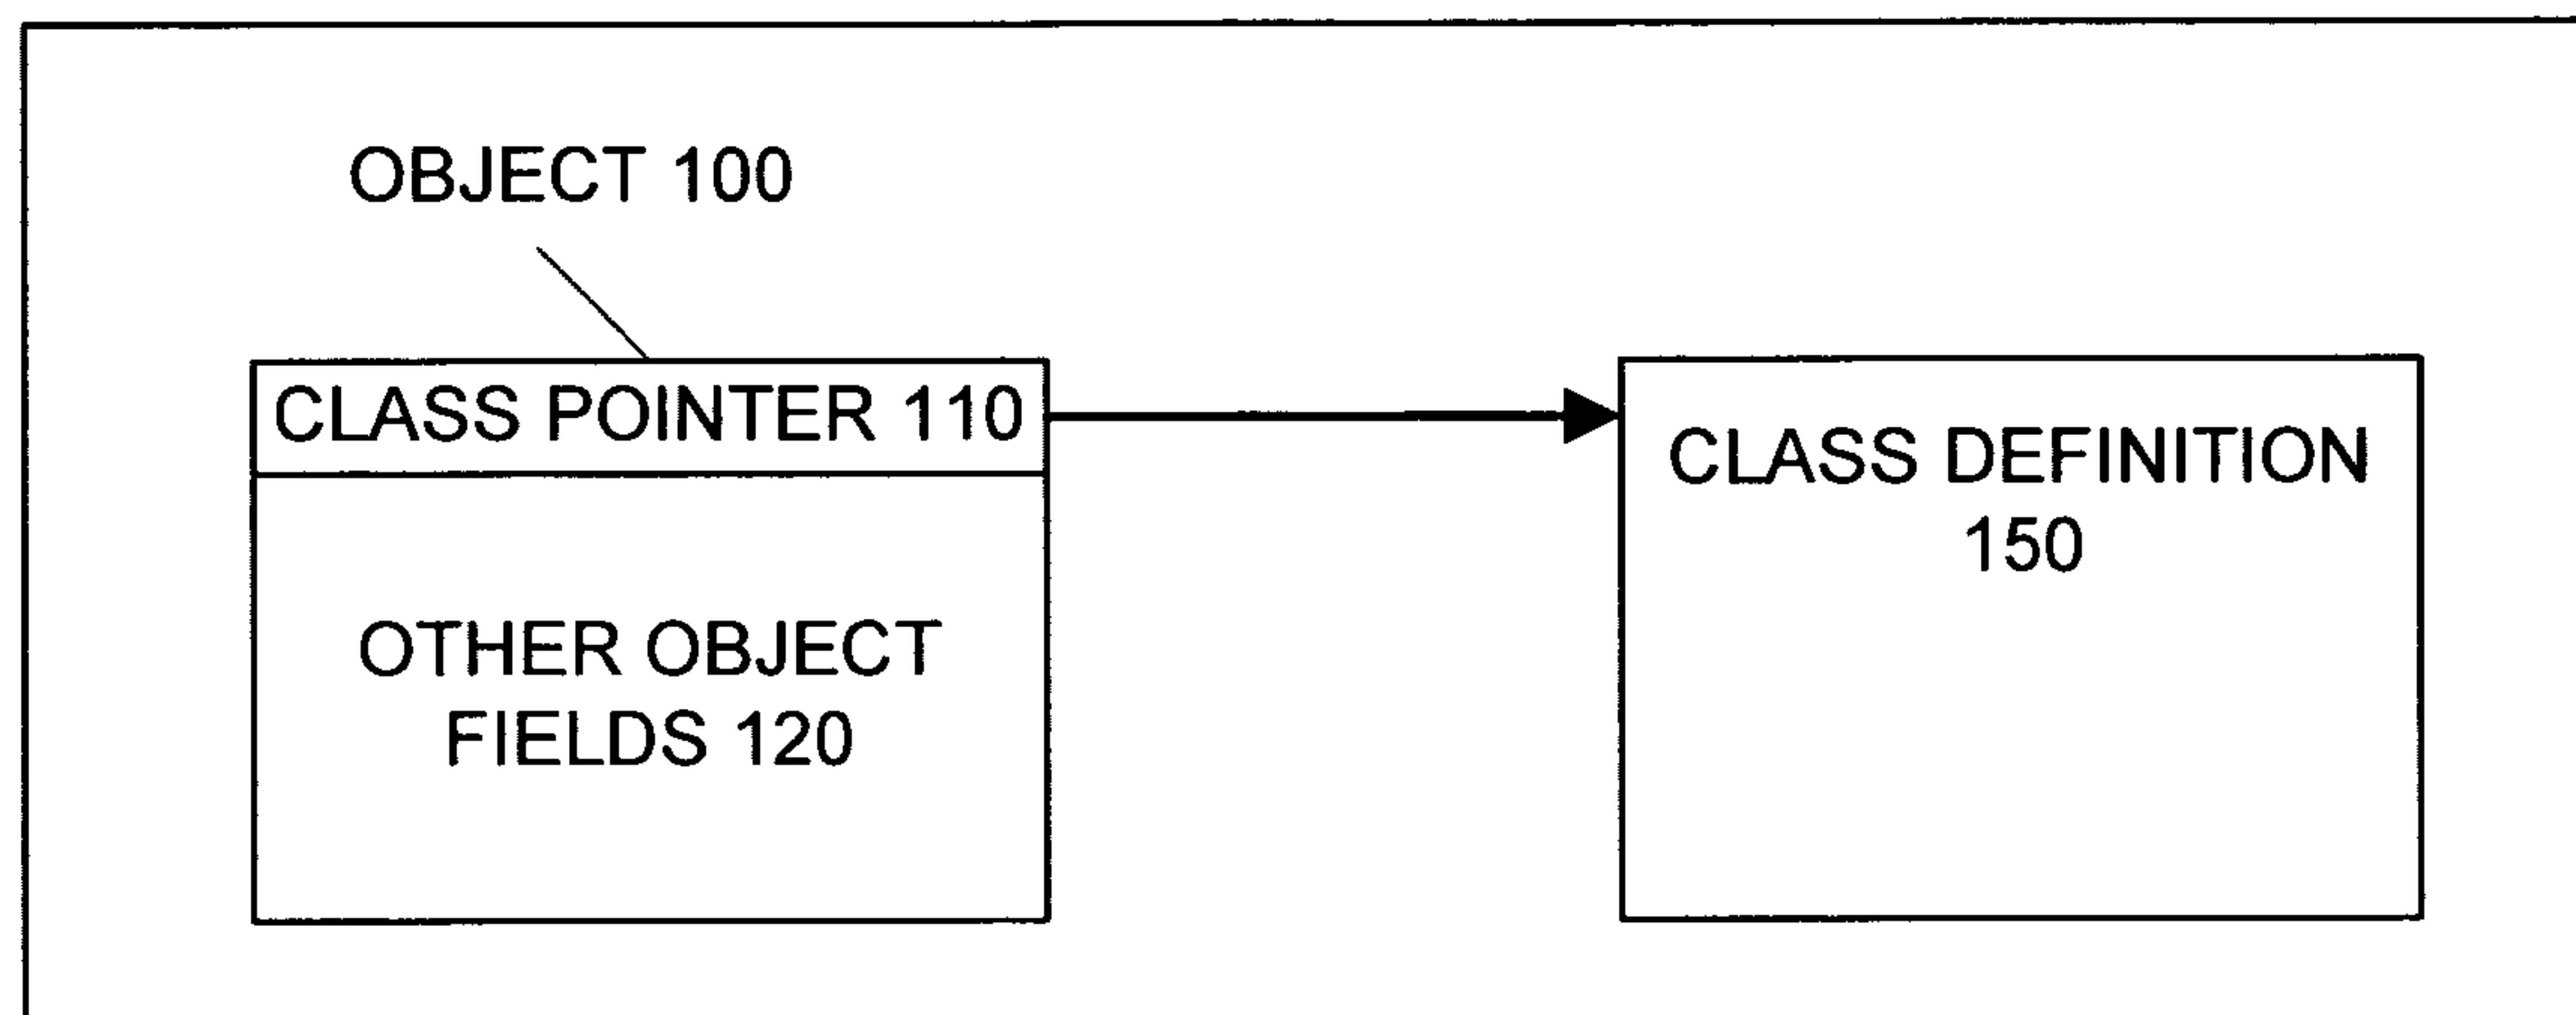 OBJECT 100
CLASS POINTER 110
OTHER OBJECT
FIELDS 120
CLASS DEFINITION
150